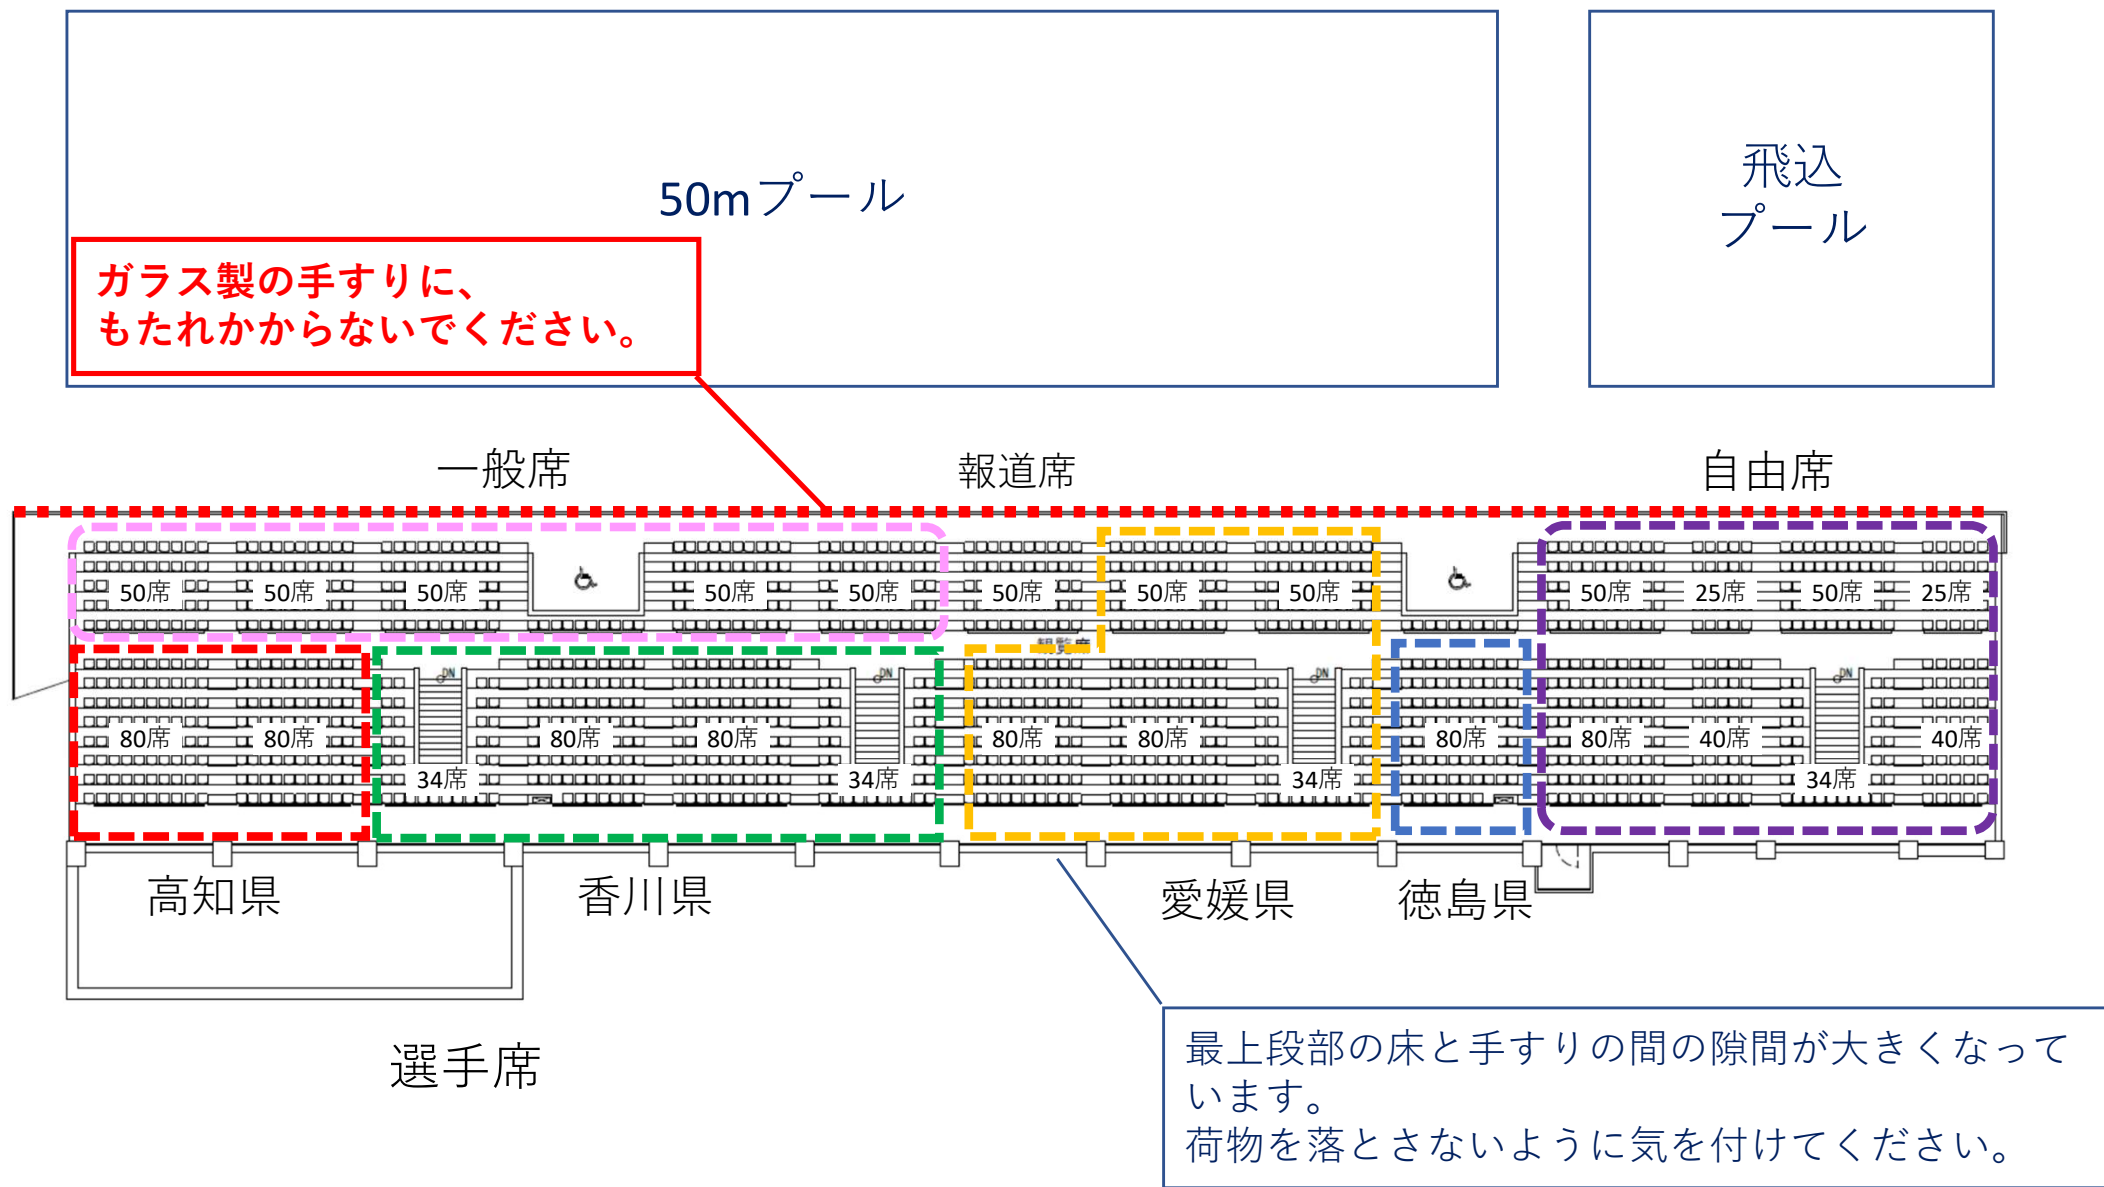 50mプール
飛込
プール
ガラス製の手すりに、
もたれかからないでください。
一般席
報道席
自由席
50席
50席
50席
50席
50席
50席
50席
50席
50席
25席
50席
25席
観覧席
DN
DN
DN
DN
80席
80席
80席
80席
80席
80席
80席
80席
40席
40席
34席
34席
34席
34席
高知県
香川県
愛媛県
徳島県
選手席
最上段部の床と手すりの間の隙間が大きくなって
います。
荷物を落とさないように気を付けてください。